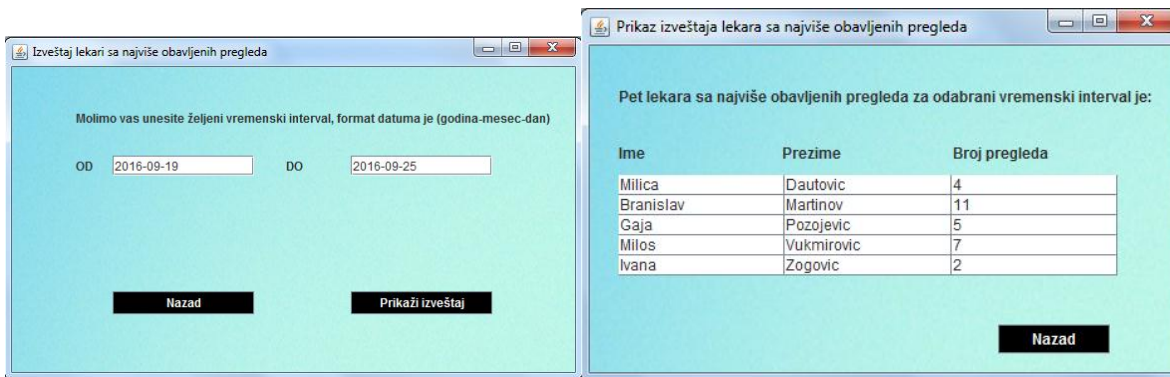 Izveštaj lekari sa najviše obavljenih pregleda
Molimo vas unesite željeni vremenski interval, format datuma je (godina-mesec-dan)
OD 2016-09-19 DO 2016-09-25
Nazad Prikaži izveštaj
Prikaz izveštaja lekara sa najviše obavljenih pregleda
Pet lekara sa najviše obavljenih pregleda za odabrani vremenski interval je:
Ime Prezime Broj pregleda
Milica Dautovic 4
Branislav Martinov 11
Gaja Pozojevic 5
Milos Vukmirovic 7
Ivana Zogovic 2
Nazad